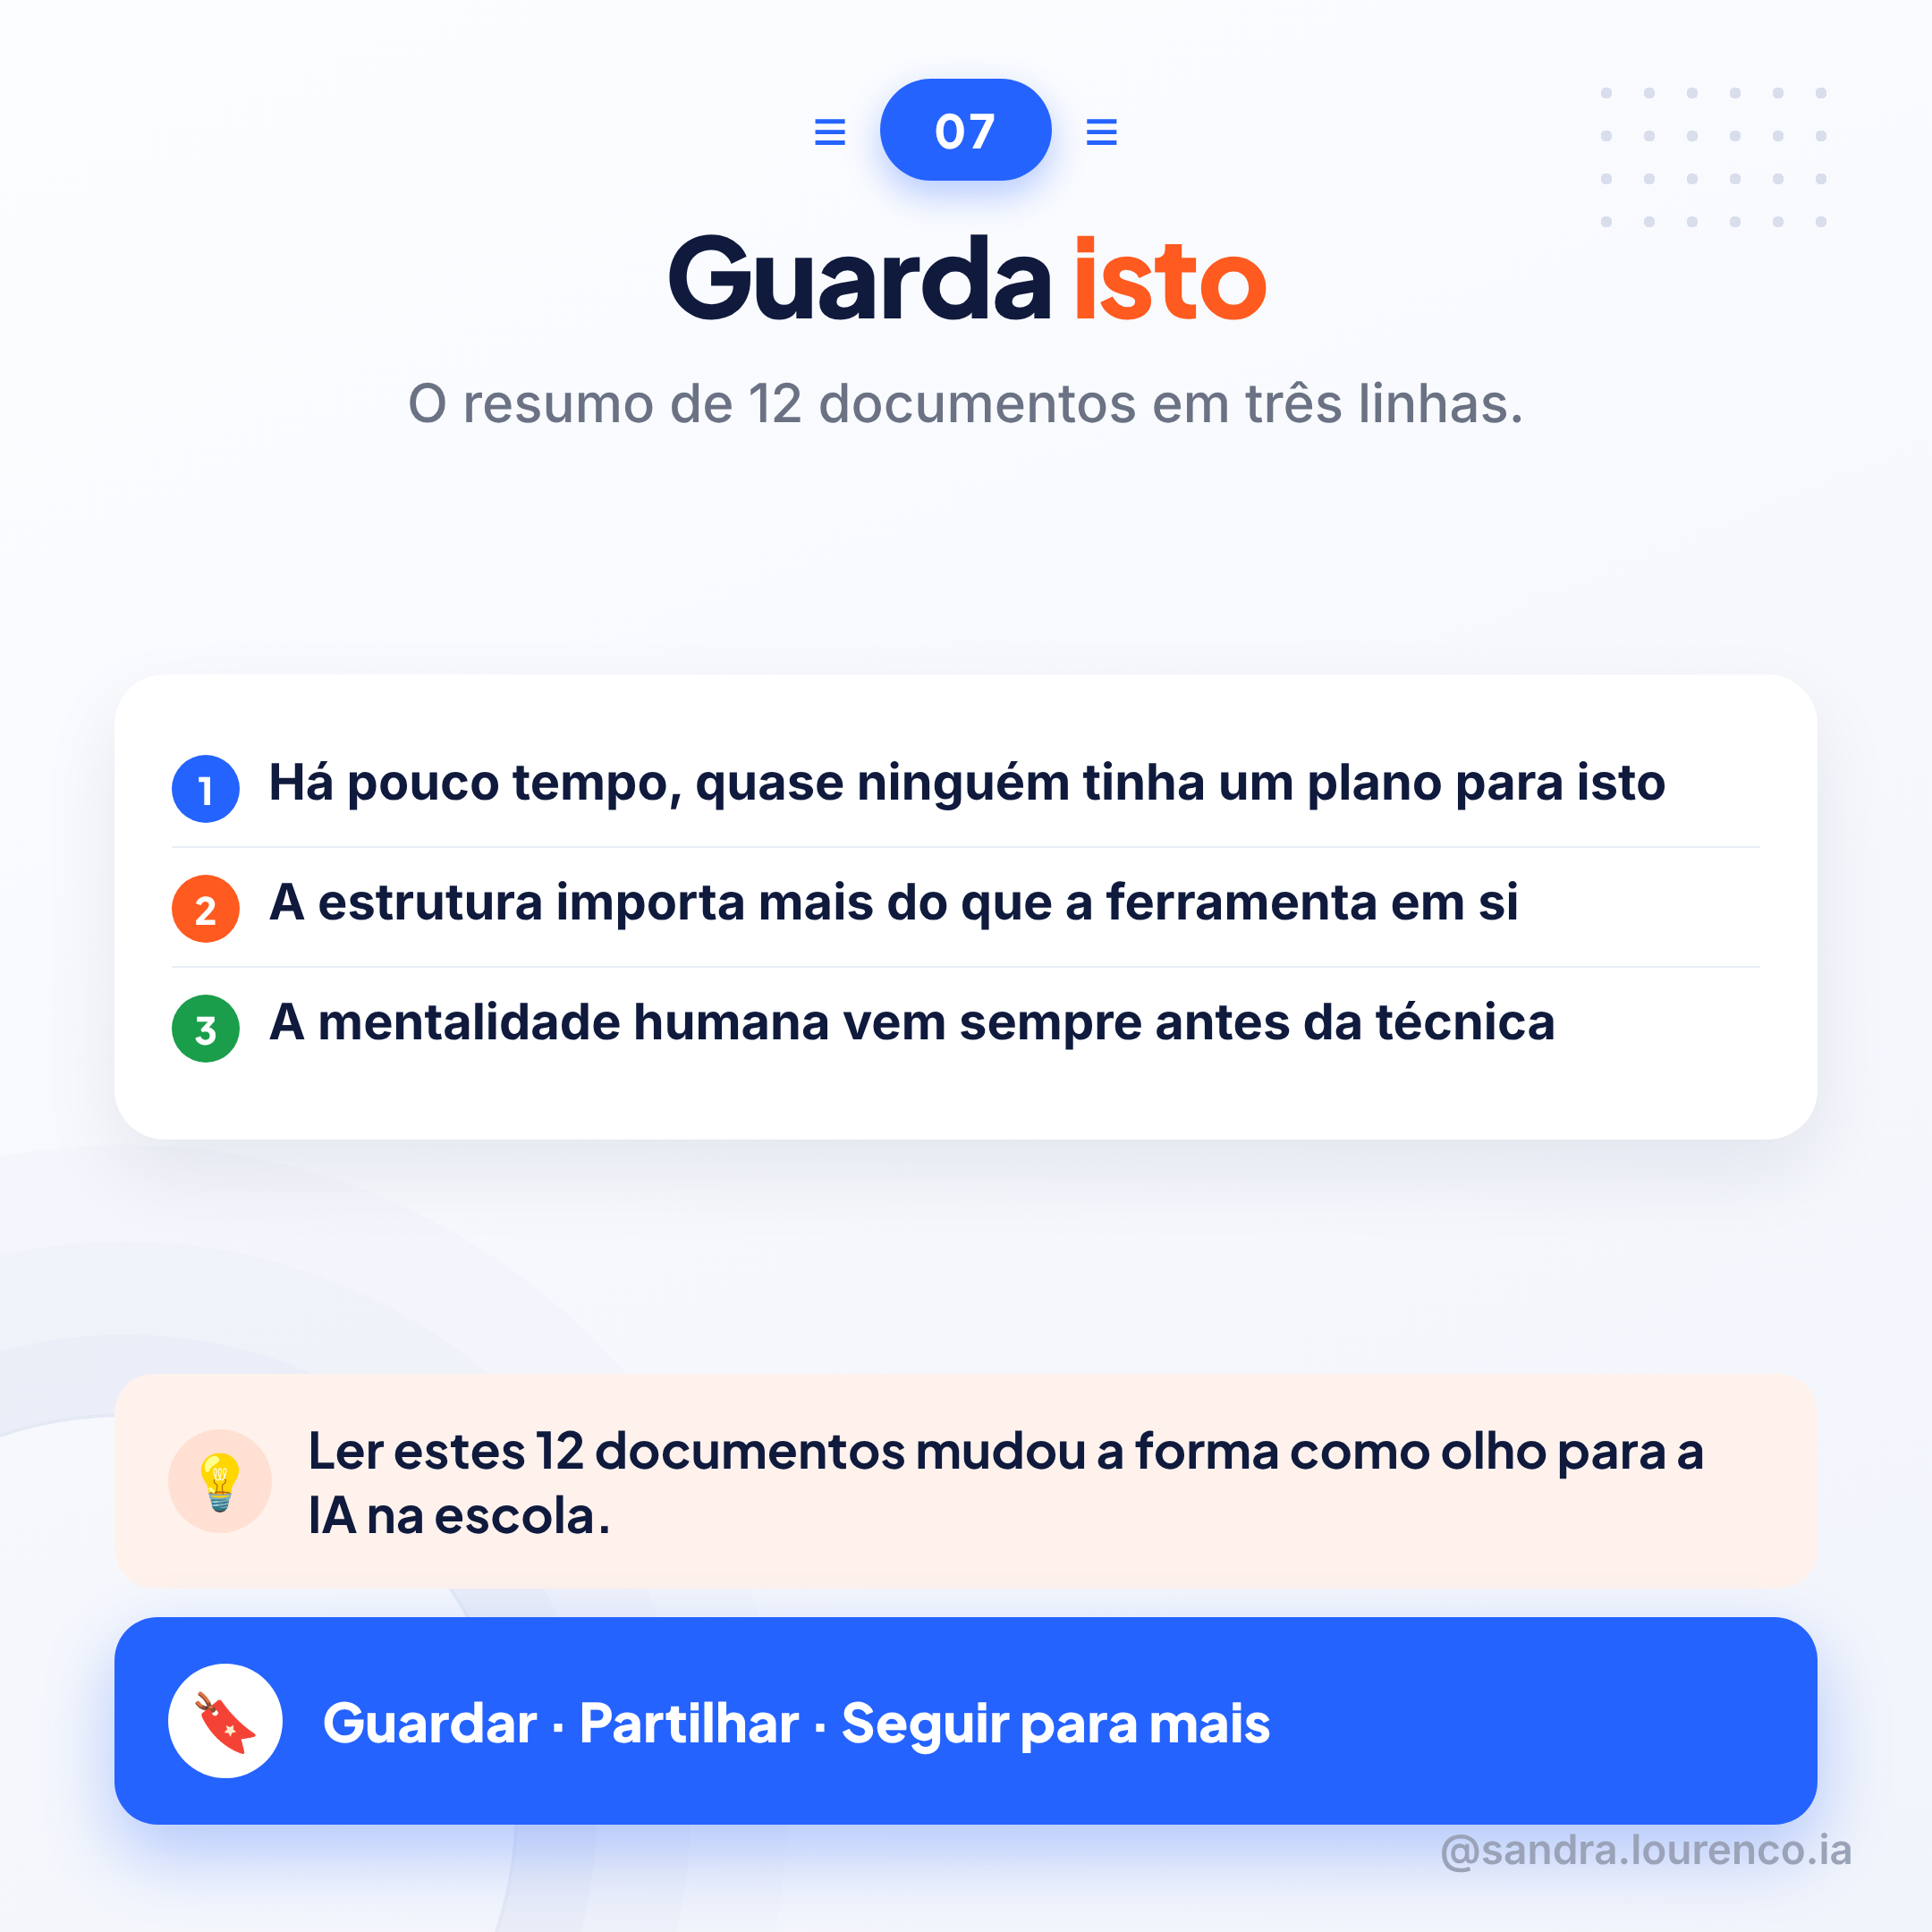 07
Guarda isto
O resumo de 12 documentos em três linhas.
1 Há pouco tempo, quase ninguém tinha um plano para isto
2 A estrutura importa mais do que a ferramenta em si
3 A mentalidade humana vem sempre antes da técnica
Ler estes 12 documentos mudou a forma como olho para a
IA na escola.
Guardar · Partilhar · Seguir para mais
@sandra.lourenco.ia